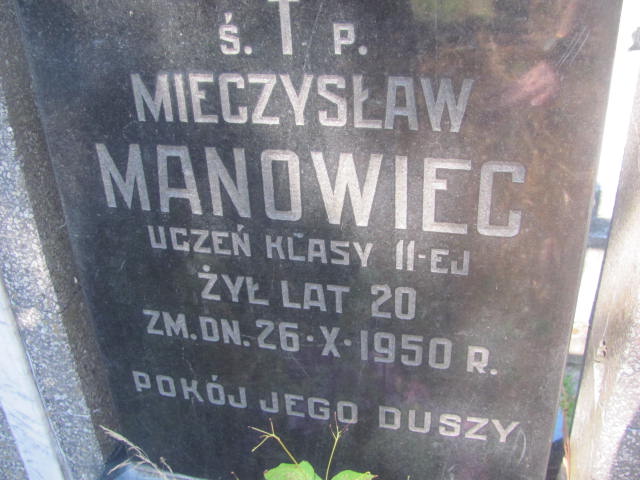 Ś. P.
MIECZYSŁAW
MANOWIEC
UCZEŃ KLASY 11-EJ
ŻYŁ LAT 20
ZM. DN. 26·X·1950 R.
POKÓJ JEGO DUSZY